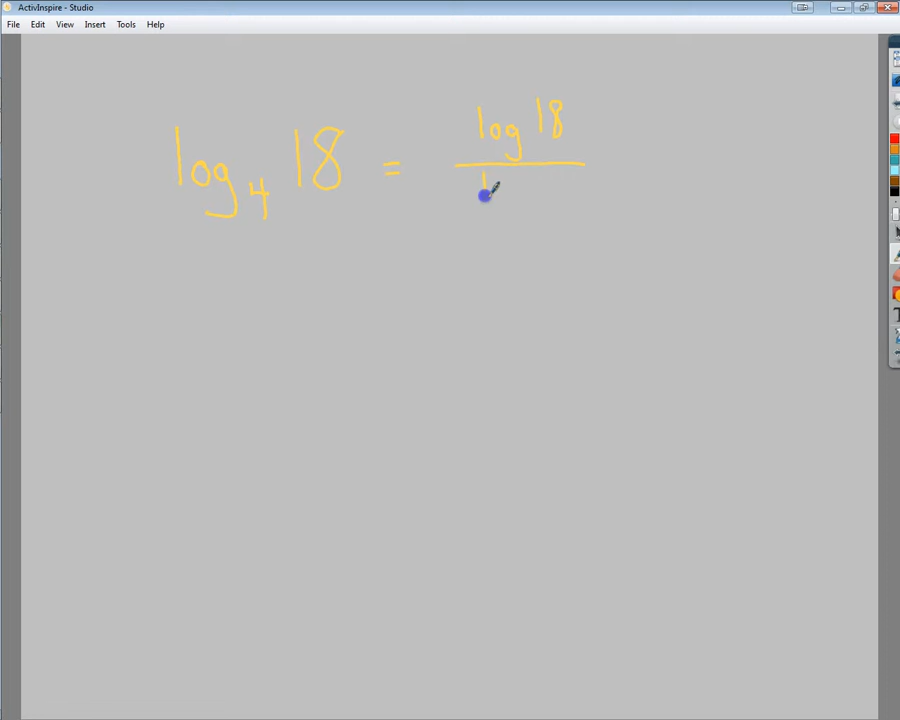 ActivInspire - Studio
File Edit View Insert Tools Help
log₄ 18 = log 18
l